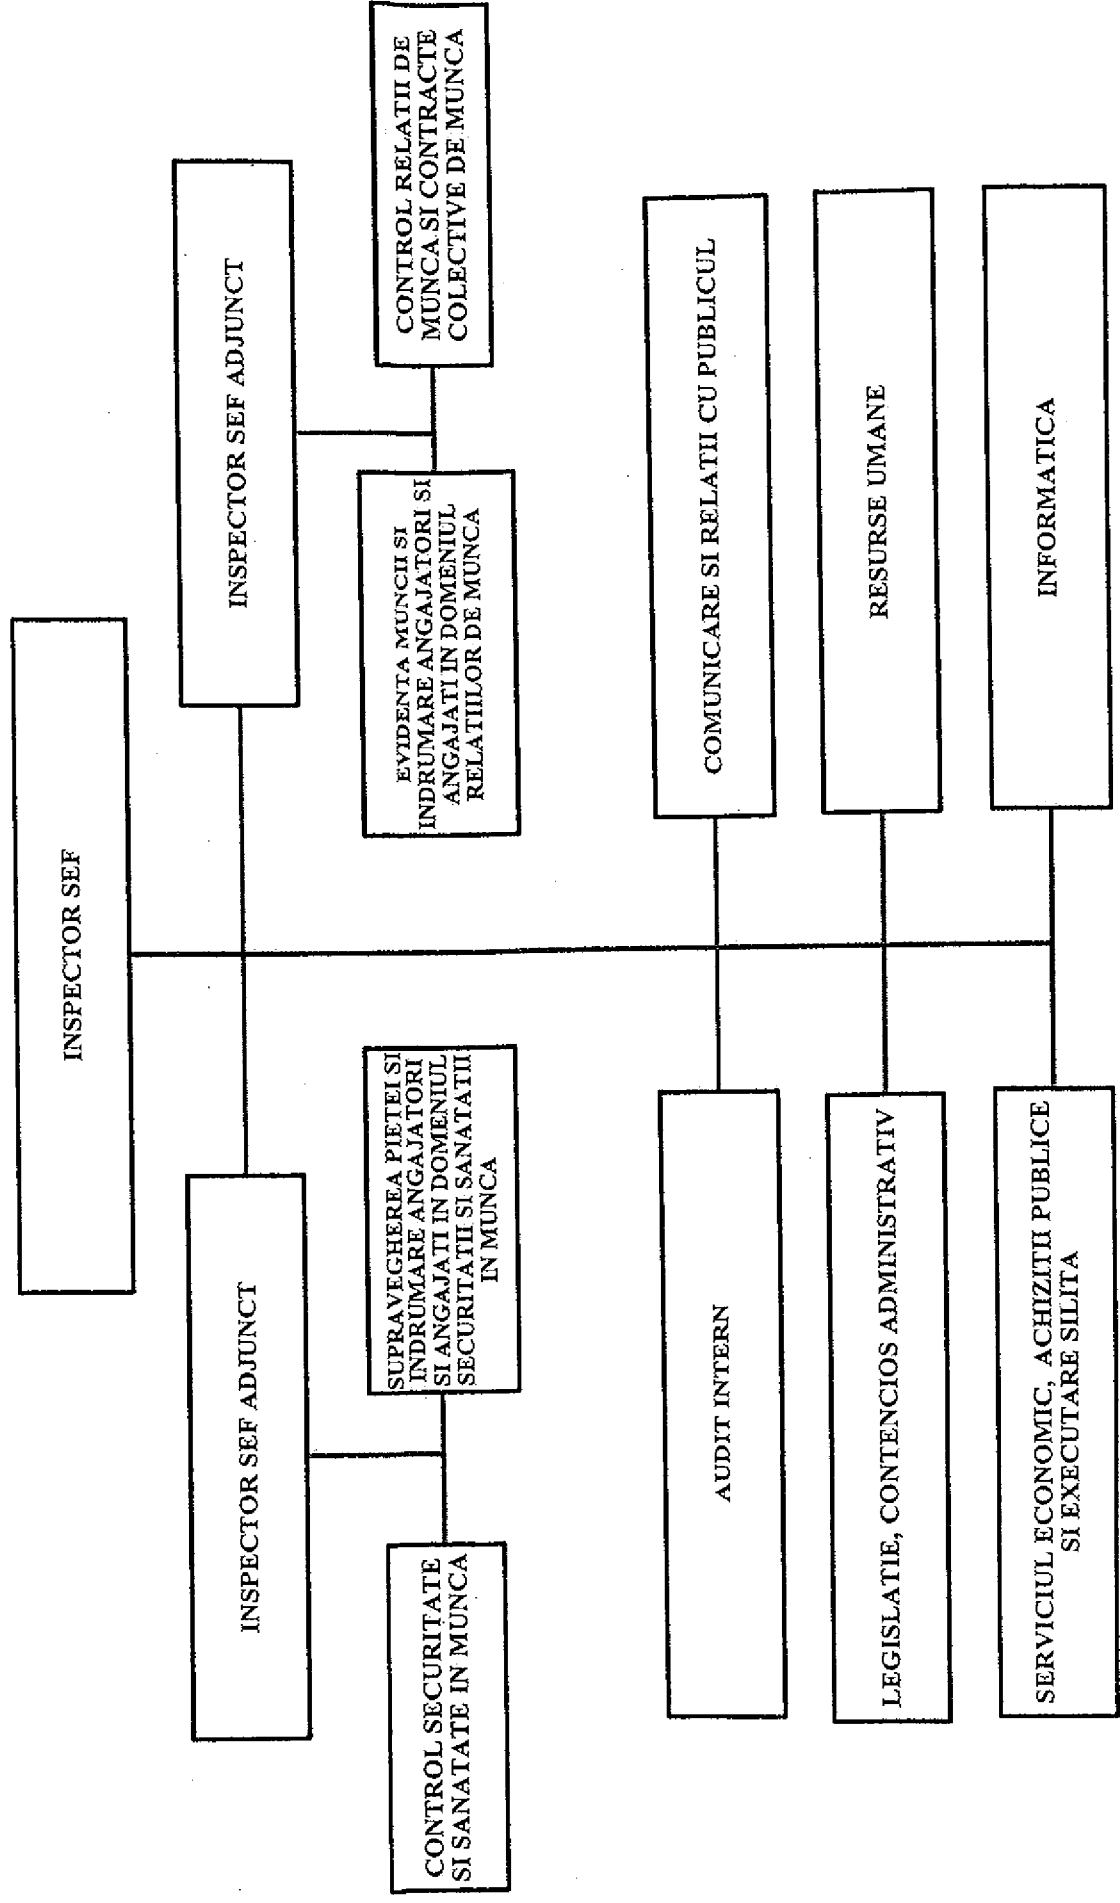 INSPECTOR SEF
INSPECTOR SEF ADJUNCT
INSPECTOR SEF ADJUNCT
CONTROL SECURITATE
SI SANATATE IN MUNCA
SUPRAVEGHEREA PIETEI SI
INDRUMARE ANGAJATORI
SI ANGAJATI IN DOMENIUL
SECURITATII SI SANATATII
IN MUNCA
EVIDENTA MUNCII SI
INDRUMARE ANGAJATORI SI
ANGAJATI IN DOMENIUL
RELATIILOR DE MUNCA
CONTROL RELATII DE
MUNCA SI CONTRACTE
COLECTIVE DE MUNCA
AUDIT INTERN
COMUNICARE SI RELATII CU PUBLICUL
LEGISLATIE, CONTENCIOS ADMINISTRATIV
RESURSE UMANE
SERVICIUL ECONOMIC, ACHIZITII PUBLICE
SI EXECUTARE SILITA
INFORMATICA